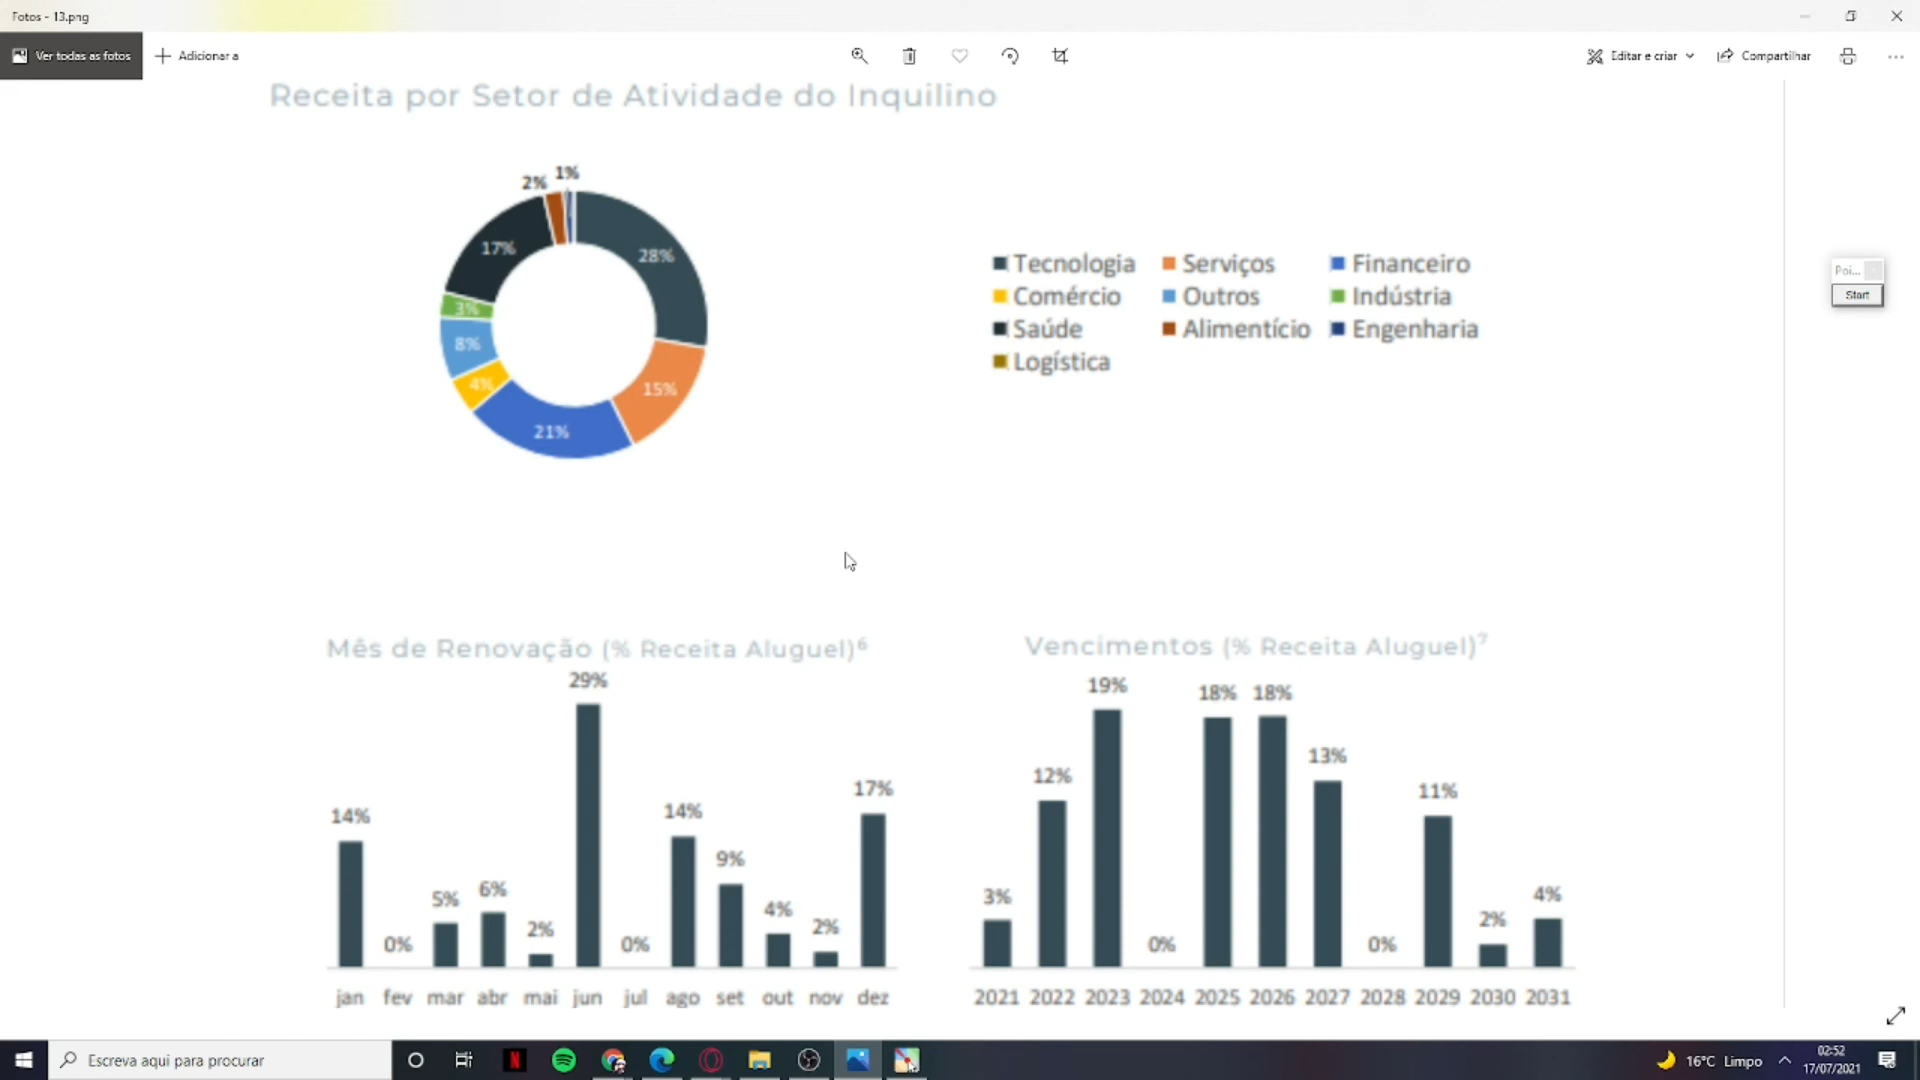 Fotos - 13.png
Ver todas as fotos
Adicionar a
Editar e criar
Compartilhar
Receita por Setor de Atividade do Inquilino
2% 1%
17% 28%
3%
8%
4% 15%
21%
Tecnologia Serviços Financeiro
Comércio Outros Indústria
Saúde Alimentício Engenharia
Logística
Poi...
Start
Mês de Renovação (% Receita Aluguel)⁶
14% 0% 5% 6% 2% 29% 0% 14% 9% 4% 2% 17%
jan fev mar abr mai jun jul ago set out nov dez
Vencimentos (% Receita Aluguel)⁷
3% 12% 19% 0% 18% 18% 13% 0% 11% 2% 4%
2021 2022 2023 2024 2025 2026 2027 2028 2029 2030 2031
Escreva aqui para procurar
N
16°C Limpo
02:52
17/07/2021